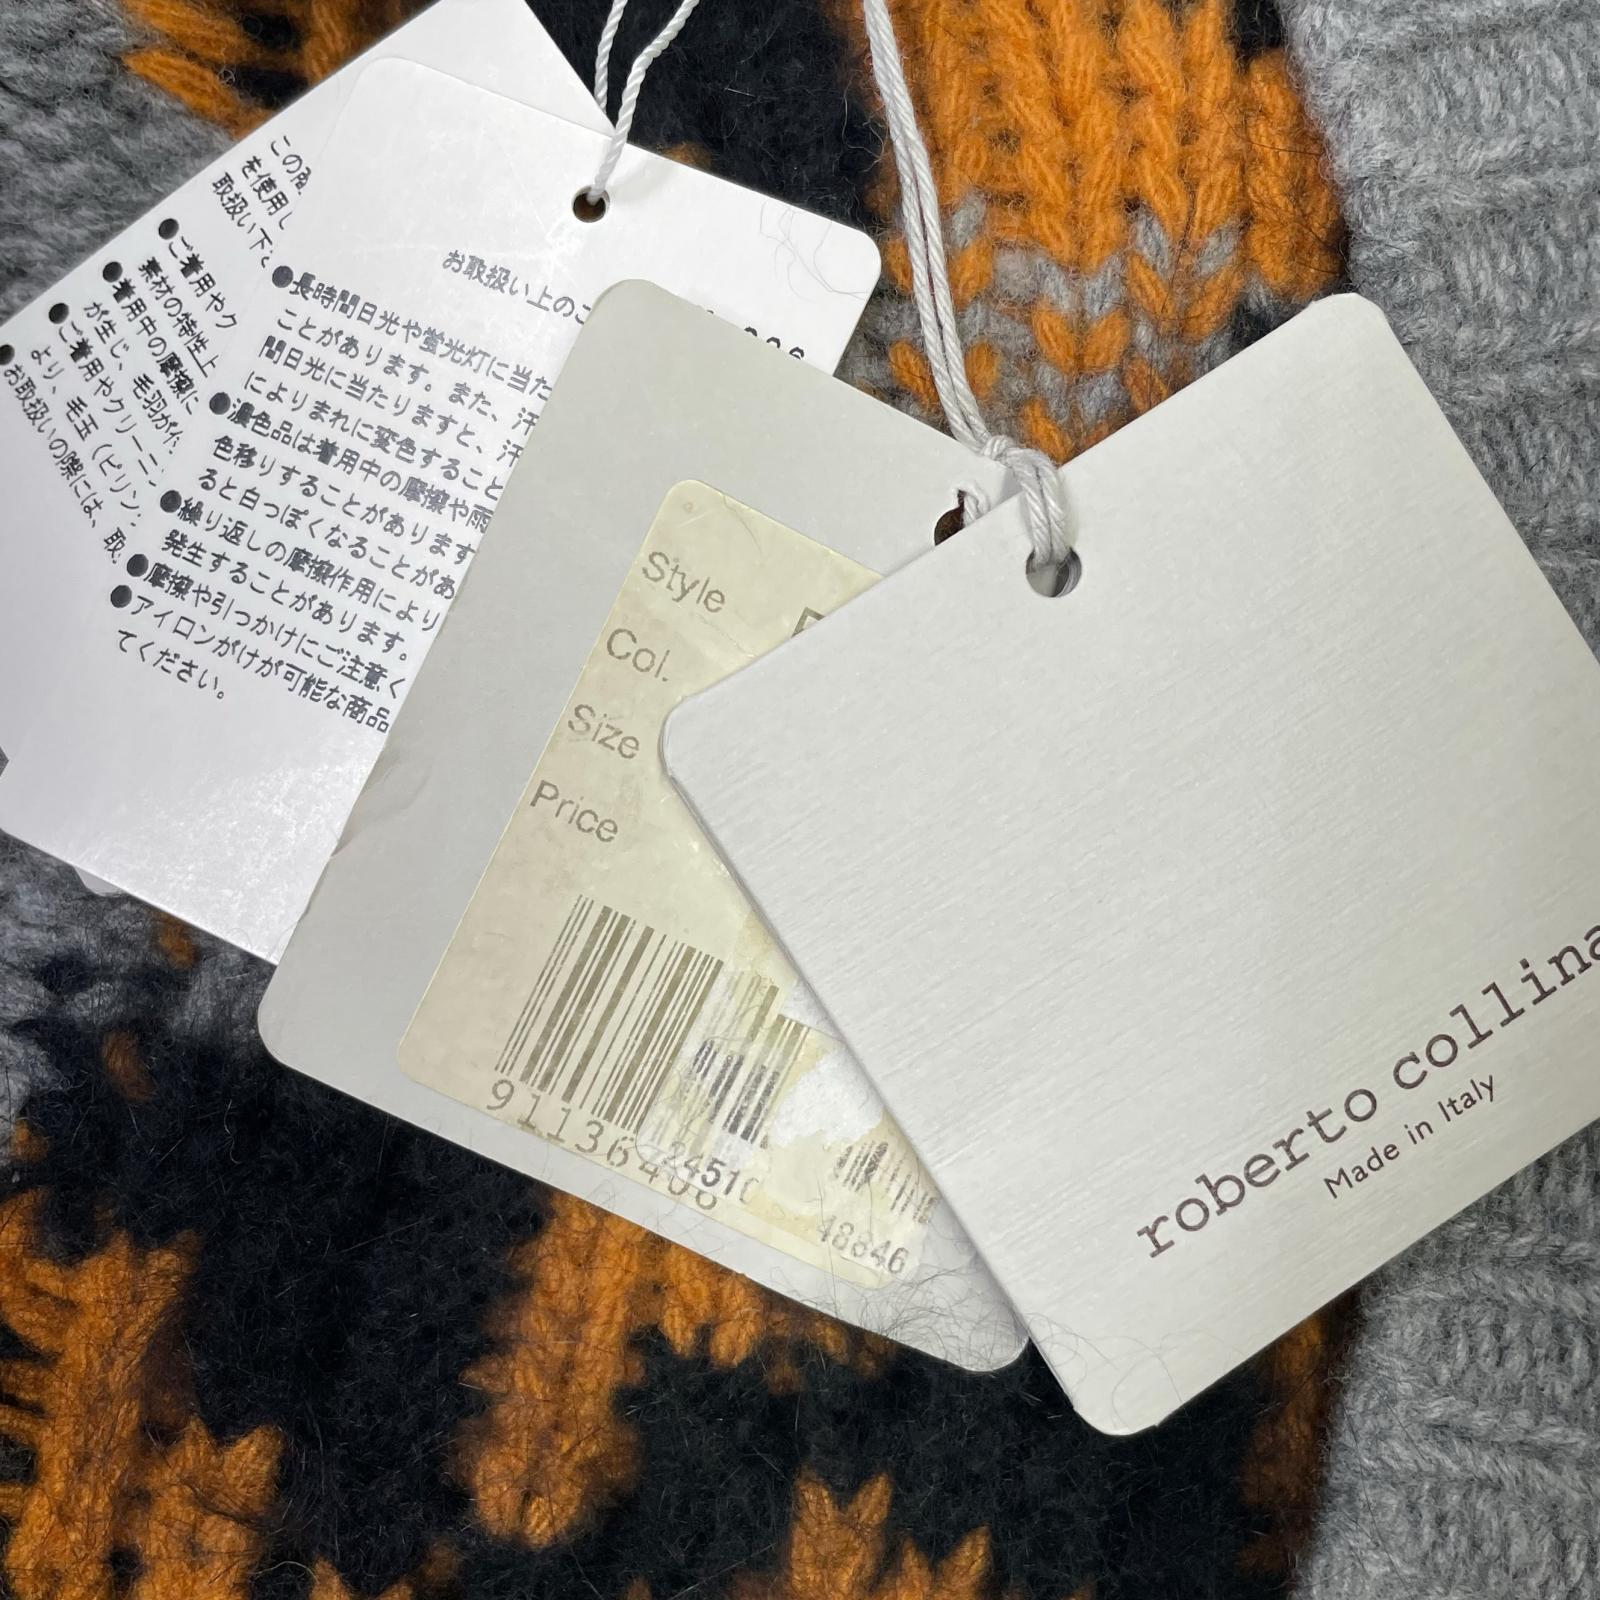 この商
を使用し
取扱い下さ
●ご着用やク
素材の特性上
●着用中の摩擦に
が生じ、毛羽が
●ご着用やクリーニ
より、毛玉（ピリン
●お取扱いの際には、取
お取扱い上のご
●長時間日光や蛍光灯に当た
ことがあります。また、汗
間日光に当たりますと、汗
によりまれに変色すること
●濃色品は着用中の摩擦や雨
色移りすることがあります
ると白っぽくなることがあ
●繰り返しの摩擦作用により
発生することがあります。
●摩擦や引っかけにご注意く
●アイロンがけが可能な商品
てください。
Style
Col.
Size
Price
91136
24510
48846
roberto collina
Made in Italy